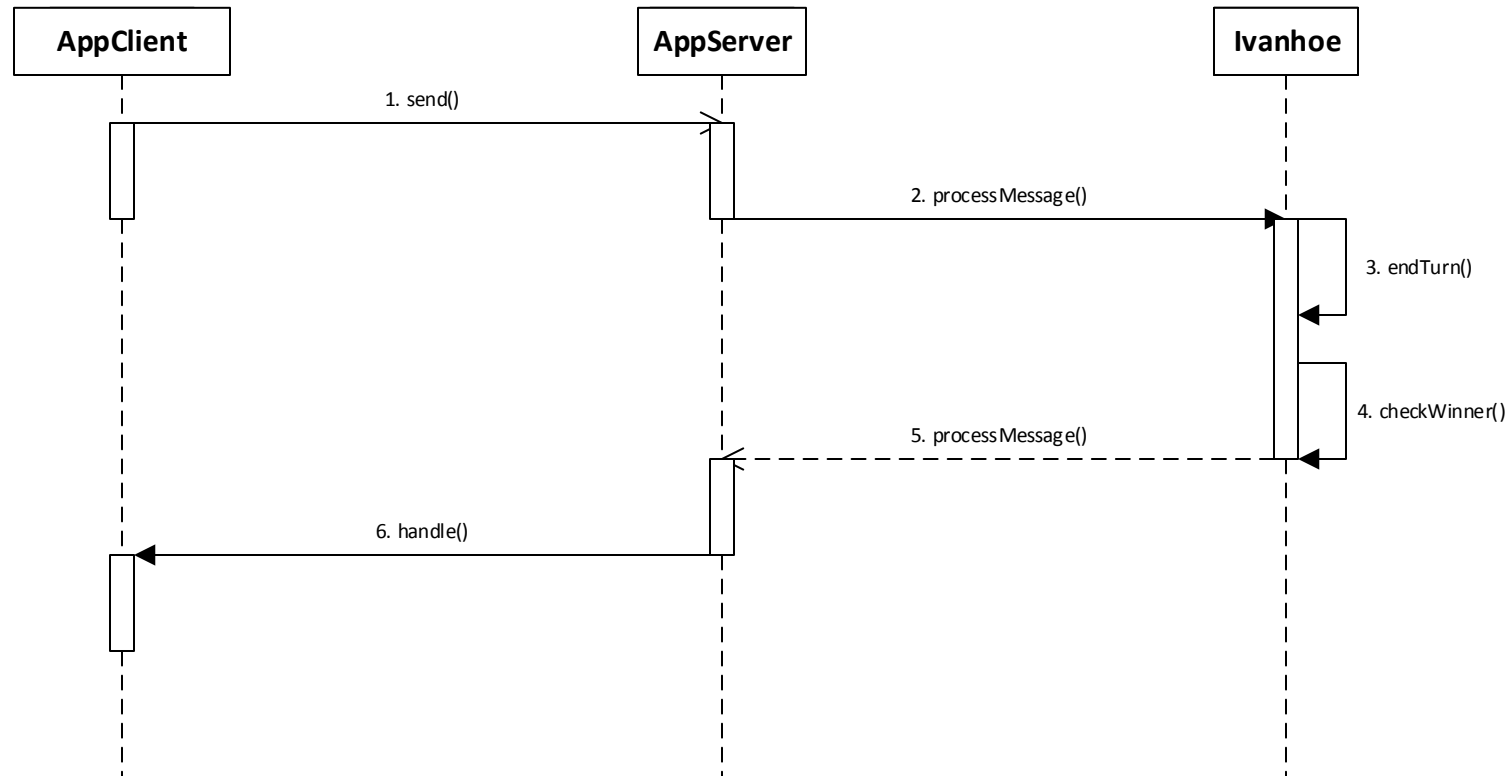 AppClient
AppServer
Ivanhoe
1. send()
2. processMessage()
3. endTurn()
4. checkWinner()
5. processMessage()
6. handle()